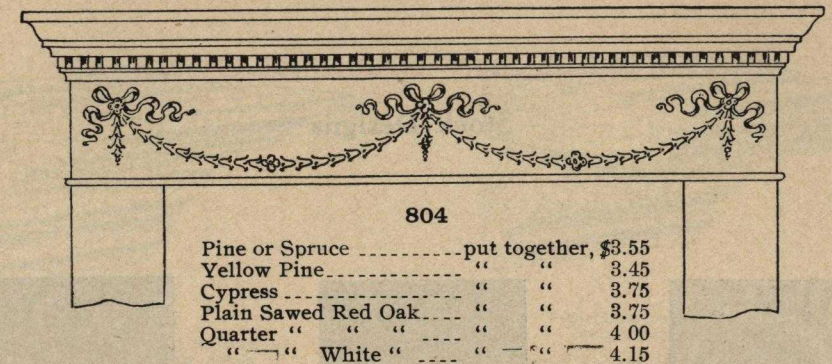 804
Pine or Spruce ---------- put together, $3.55
Yellow Pine ------------- “ “ 3.45
Cypress ----------------- “ “ 3.75
Plain Sawed Red Oak ---- “ “ 3.75
Quarter “ “ “ ---- “ “ 4 00
“ “ White “ ---- “ “ 4.15